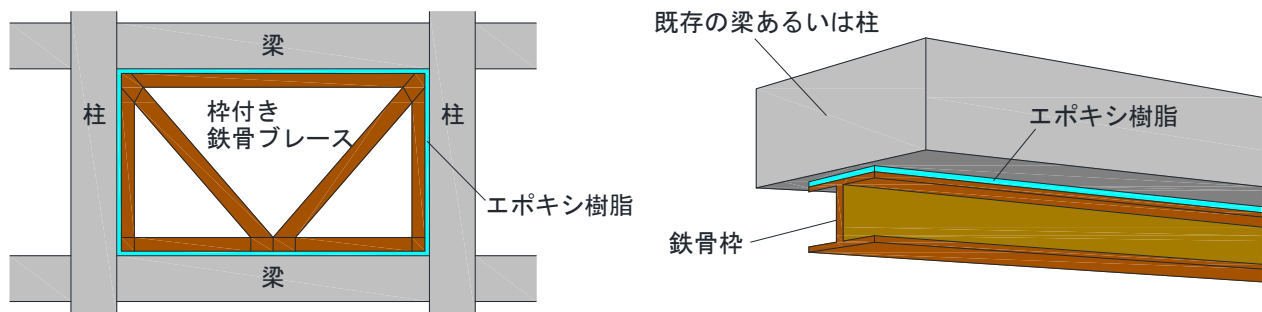 梁
柱
枠付き
鉄骨ブレース
柱
エポキシ樹脂
梁
既存の梁あるいは柱
エポキシ樹脂
鉄骨枠